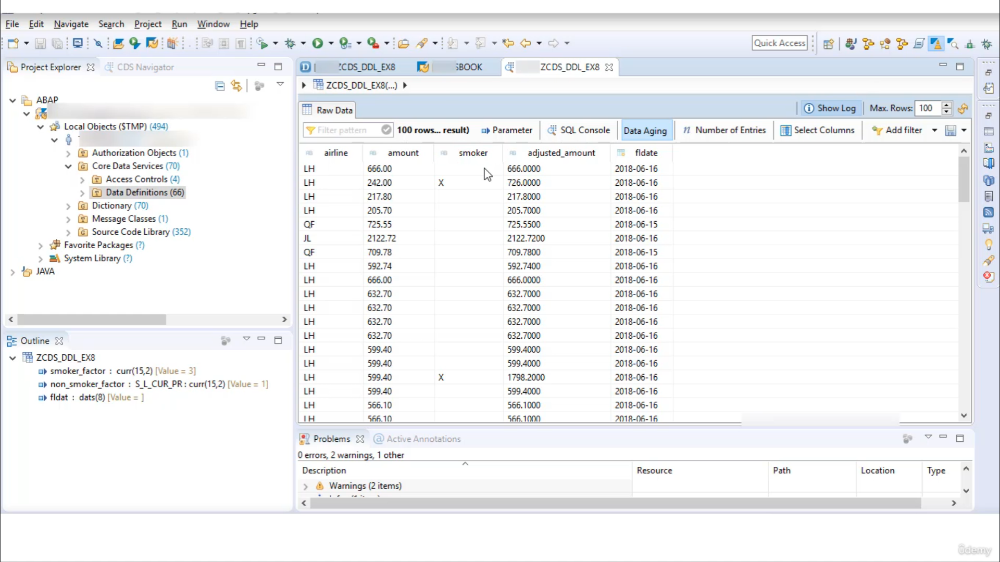 File Edit Navigate Search Project Run Window Help
Quick Access
Project Explorer CDS Navigator
ABAP
Local Objects ($TMP) (494)
Authorization Objects (1)
Core Data Services (70)
Access Controls (4)
Data Definitions (66)
Dictionary (70)
Message Classes (1)
Source Code Library (352)
Favorite Packages (?)
System Library (?)
JAVA
Outline
ZCDS_DDL_EX8
smoker_factor : curr(15,2) [Value = 3]
non_smoker_factor : S_L_CUR_PR : curr(15,2) [Value = 1]
fldat : dats(8) [Value = ]
ZCDS_DDL_EX8 SBOOK ZCDS_DDL_EX8
ZCDS_DDL_EX8(...)
Raw Data Show Log Max. Rows: 100
Filter pattern 100 rows... result) Parameter SQL Console Data Aging n Number of Entries Select Columns Add filter
airline amount smoker adjusted_amount fldate
LH 666.00 666.0000 2018-06-16
LH 242.00 X 726.0000 2018-06-16
LH 217.80 217.8000 2018-06-16
LH 205.70 205.7000 2018-06-16
QF 725.55 725.5500 2018-06-15
JL 2122.72 2122.7200 2018-06-16
QF 709.78 709.7800 2018-06-15
LH 592.74 592.7400 2018-06-16
LH 666.00 666.0000 2018-06-16
LH 632.70 632.7000 2018-06-16
LH 632.70 632.7000 2018-06-16
LH 632.70 632.7000 2018-06-16
LH 632.70 632.7000 2018-06-16
LH 599.40 599.4000 2018-06-16
LH 599.40 599.4000 2018-06-16
LH 599.40 X 1798.2000 2018-06-16
LH 599.40 599.4000 2018-06-16
LH 566.10 566.1000 2018-06-16
LH 566.10 566.1000 2018-06-16
Problems @ Active Annotations
0 errors, 2 warnings, 1 other
Description Resource Path Location Type
Warnings (2 items)
ûdemy